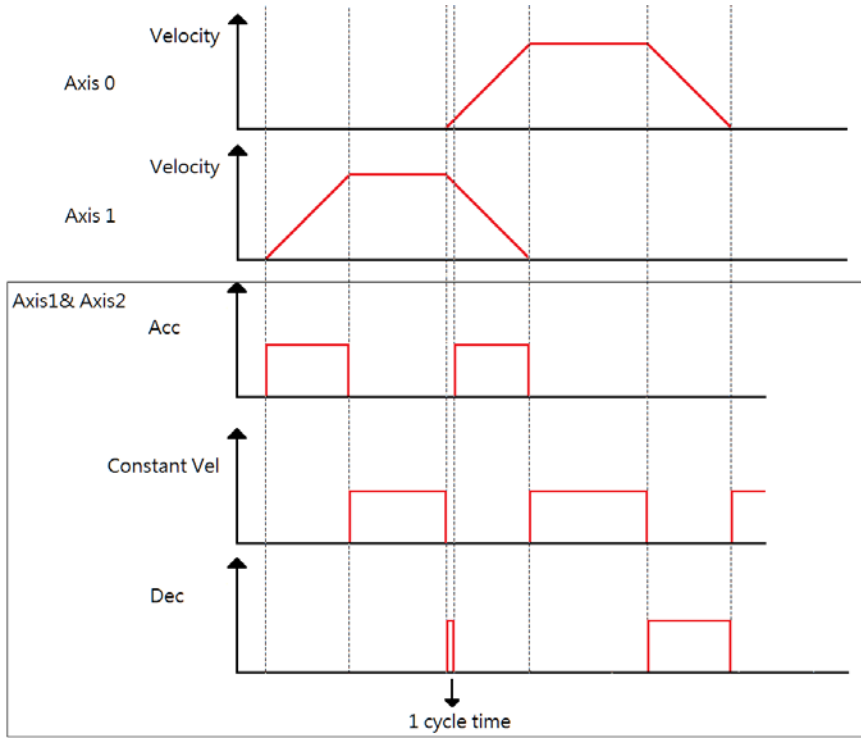 Velocity
Axis 0
Velocity
Axis 1
Axis1& Axis2
Acc
Constant Vel
Dec
1 cycle time